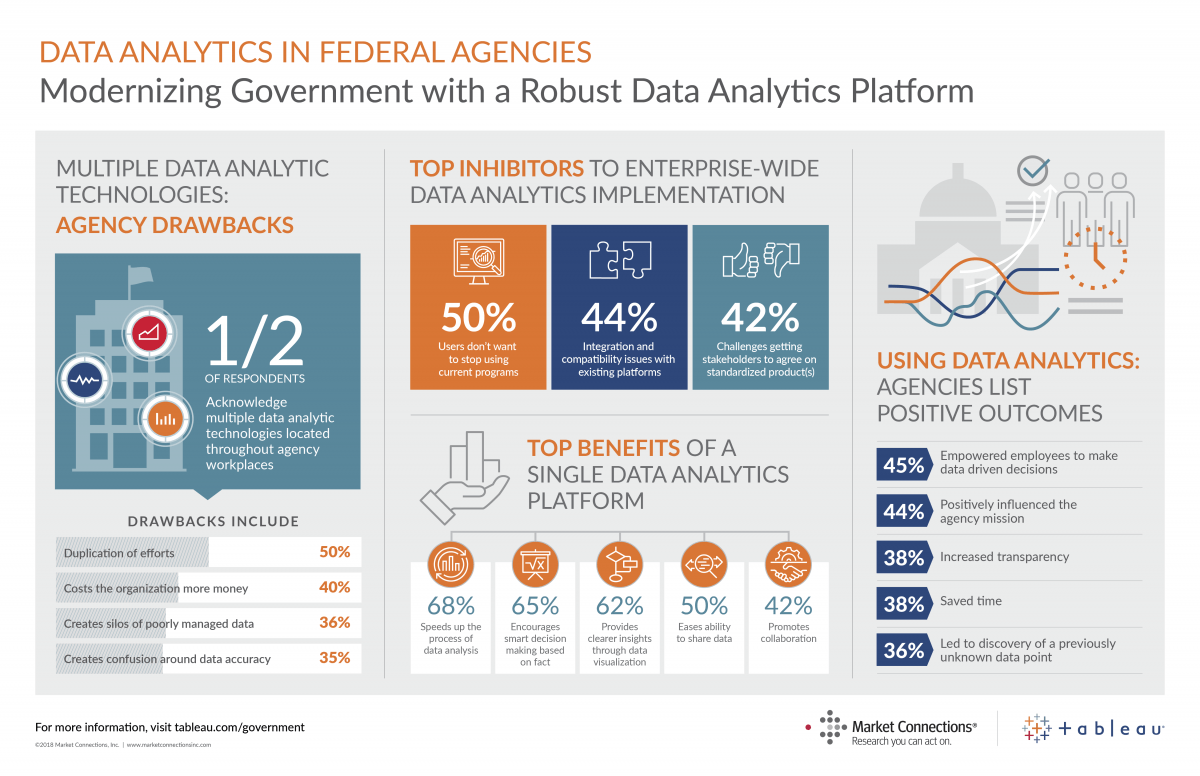 DATA ANALYTICS IN FEDERAL AGENCIES
Modernizing Government with a Robust Data Analytics Platform
MULTIPLE DATA ANALYTIC
TECHNOLOGIES:
AGENCY DRAWBACKS
1/2
OF RESPONDENTS
Acknowledge
multiple data analytic
technologies located
throughout agency
workplaces
DRAWBACKS INCLUDE
Duplication of efforts 50%
Costs the organization more money 40%
Creates silos of poorly managed data 36%
Creates confusion around data accuracy 35%
TOP INHIBITORS TO ENTERPRISE-WIDE
DATA ANALYTICS IMPLEMENTATION
50%
Users don't want
to stop using
current programs
44%
Integration and
compatibility issues with
existing platforms
42%
Challenges getting
stakeholders to agree on
standardized product(s)
TOP BENEFITS OF A
SINGLE DATA ANALYTICS
PLATFORM
√x
68%
Speeds up the
process of
data analysis
65%
Encourages
smart decision
making based
on fact
62%
Provides
clearer insights
through data
visualization
50%
Eases ability
to share data
42%
Promotes
collaboration
USING DATA ANALYTICS:
AGENCIES LIST
POSITIVE OUTCOMES
45% Empowered employees to make
data driven decisions
44% Positively influenced the
agency mission
38% Increased transparency
38% Saved time
36% Led to discovery of a previously
unknown data point
For more information, visit tableau.com/government
©2018 Market Connections, Inc. | www.marketconnectionsinc.com
Market Connections®
Research you can act on.
+ableau®